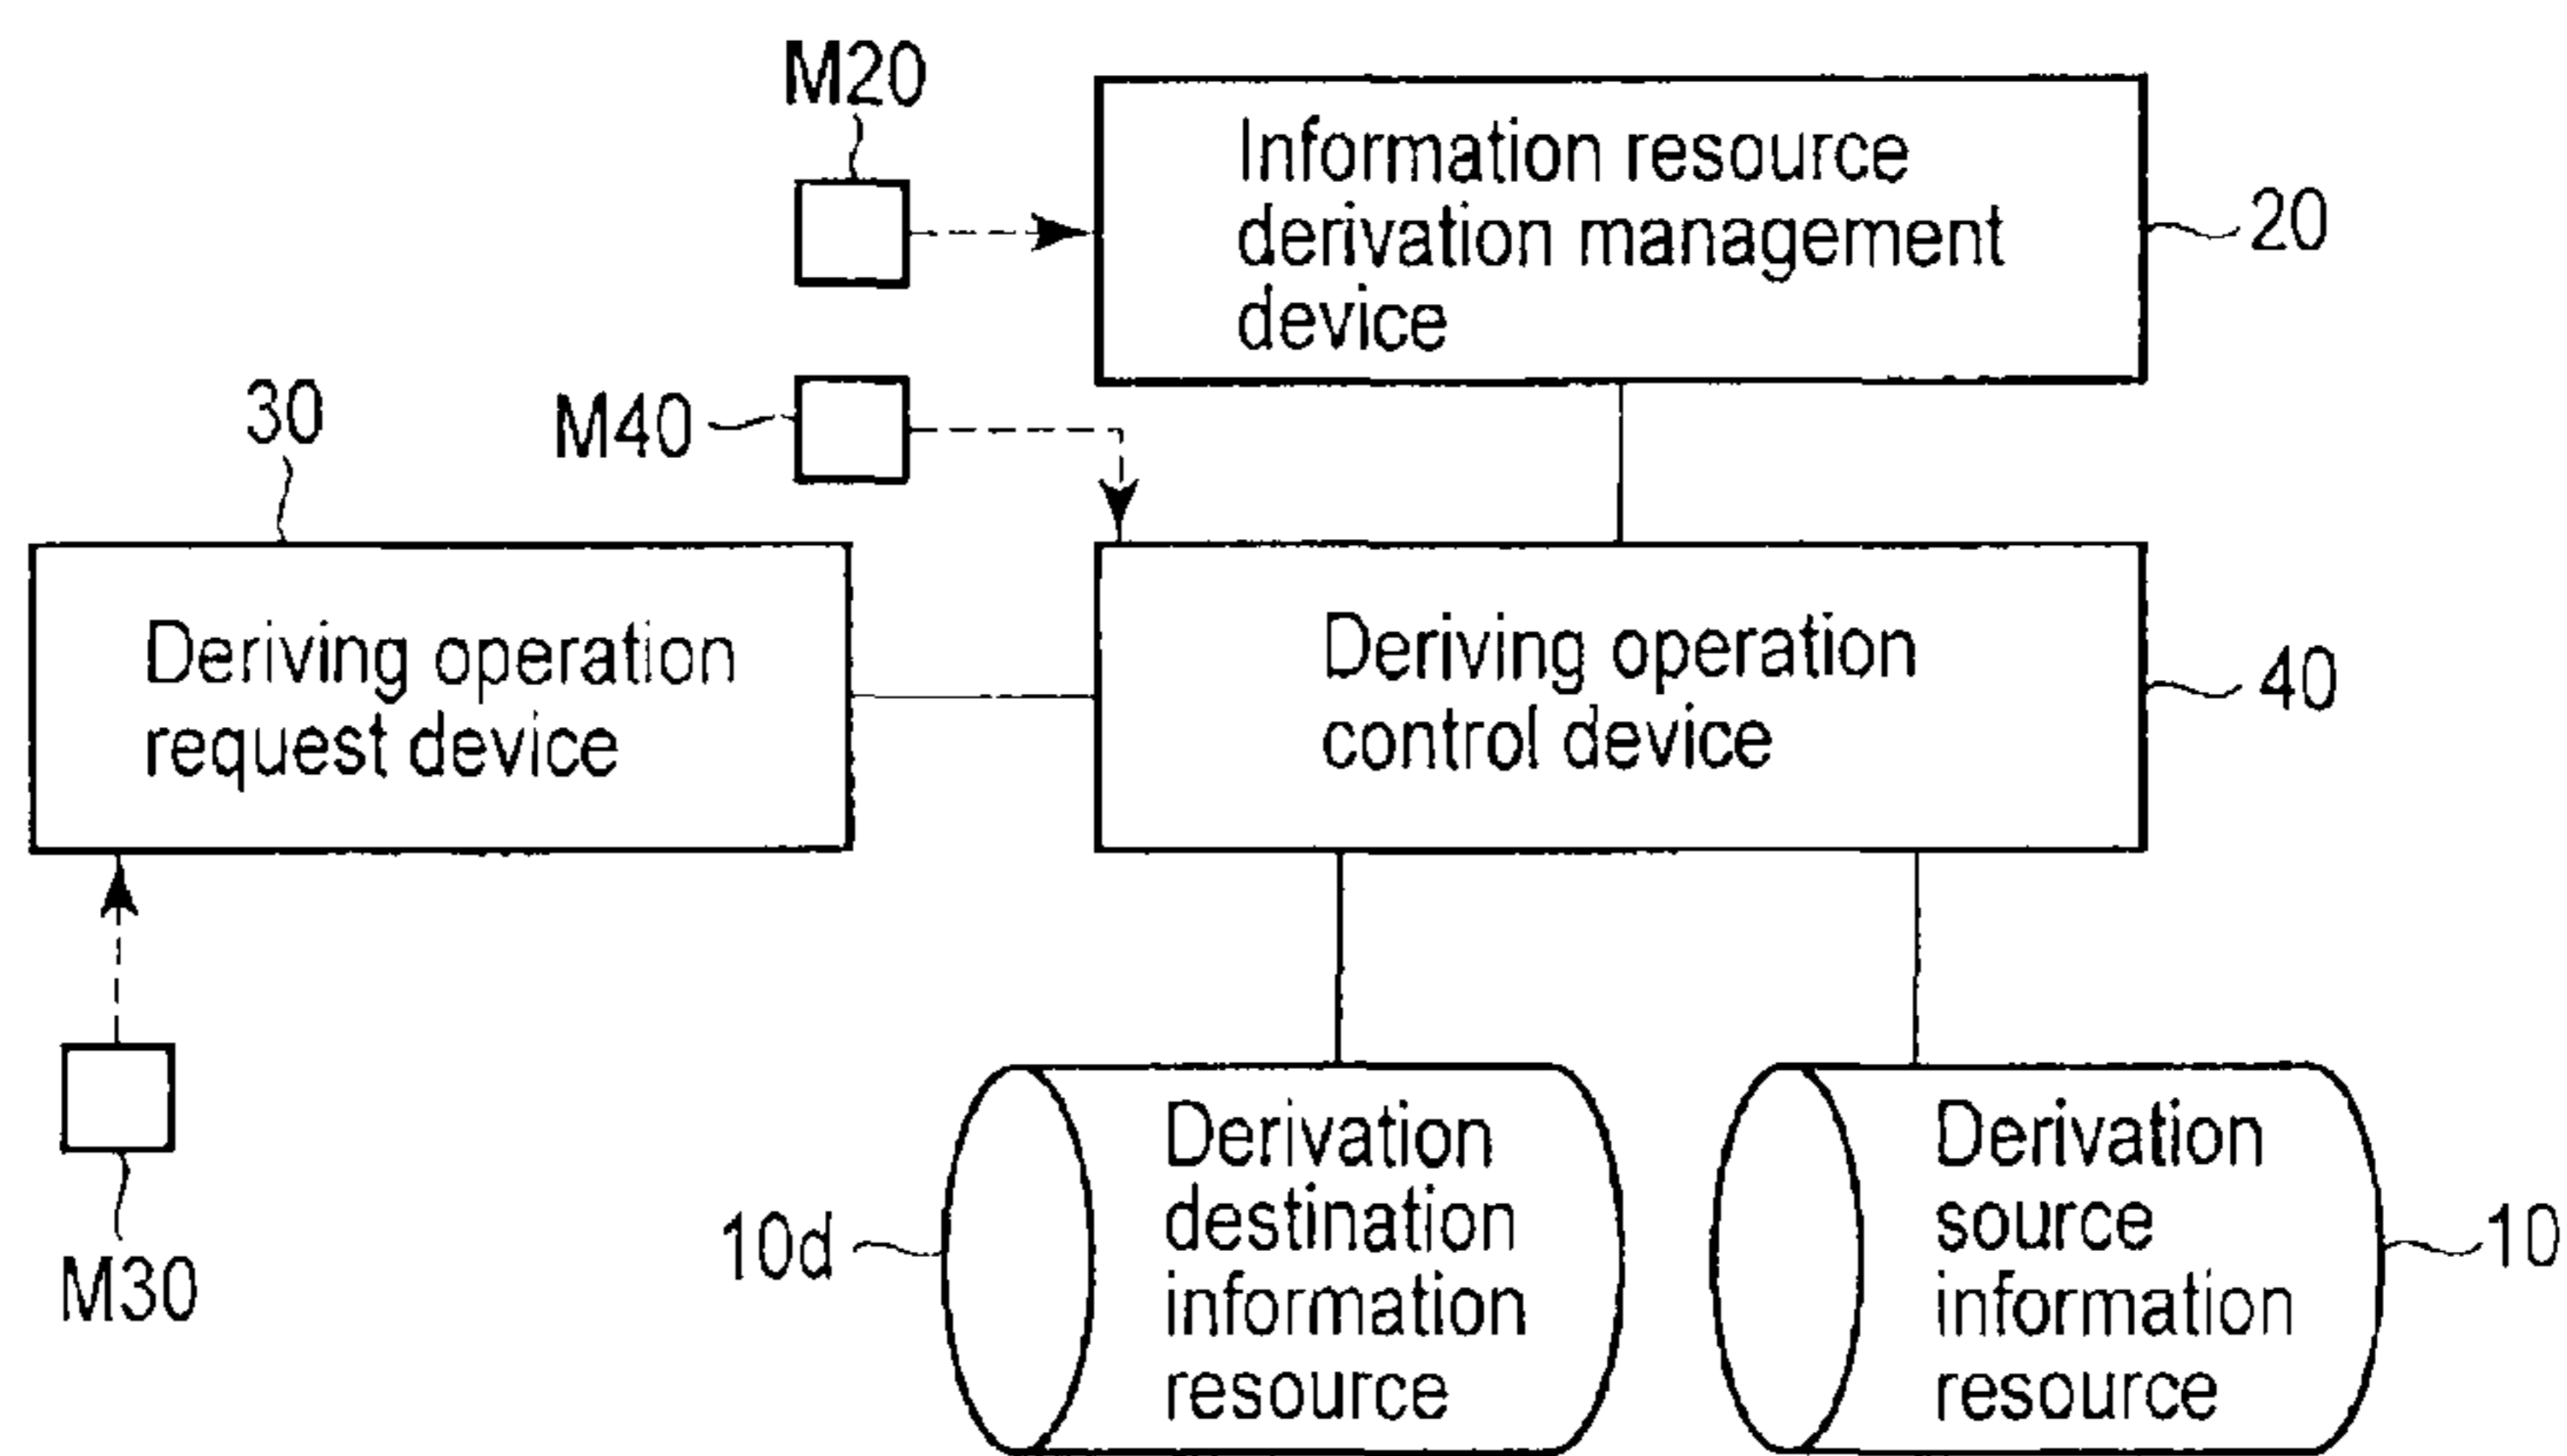 M20
Information resource
derivation management
device
20
30
M40
Deriving operation
request device
Deriving operation
control device
40
M30
10d
Derivation
destination
information
resource
Derivation
source
information
resource
10